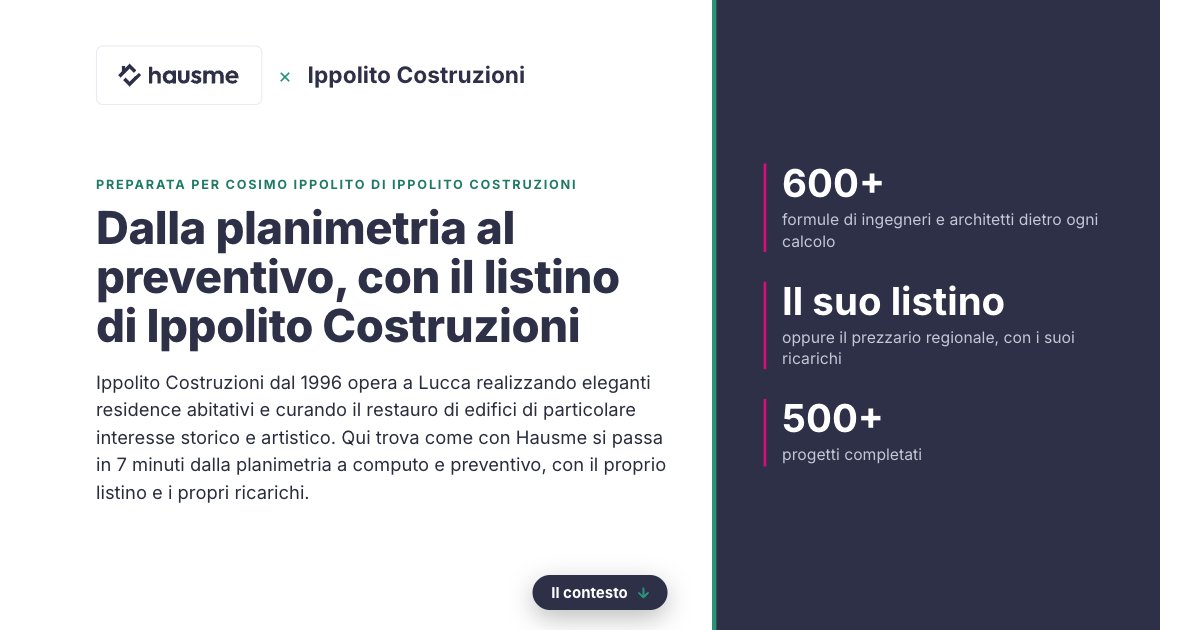 hausme × Ippolito Costruzioni
PREPARATA PER COSIMO IPPOLITO DI IPPOLITO COSTRUZIONI
Dalla planimetria al
preventivo, con il listino
di Ippolito Costruzioni
Ippolito Costruzioni dal 1996 opera a Lucca realizzando eleganti
residence abitativi e curando il restauro di edifici di particolare
interesse storico e artistico. Qui trova come con Hausme si passa
in 7 minuti dalla planimetria a computo e preventivo, con il proprio
listino e i propri ricarichi.
Il contesto ↓
600+
formule di ingegneri e architetti dietro ogni
calcolo
Il suo listino
oppure il prezzario regionale, con i suoi
ricarichi
500+
progetti completati